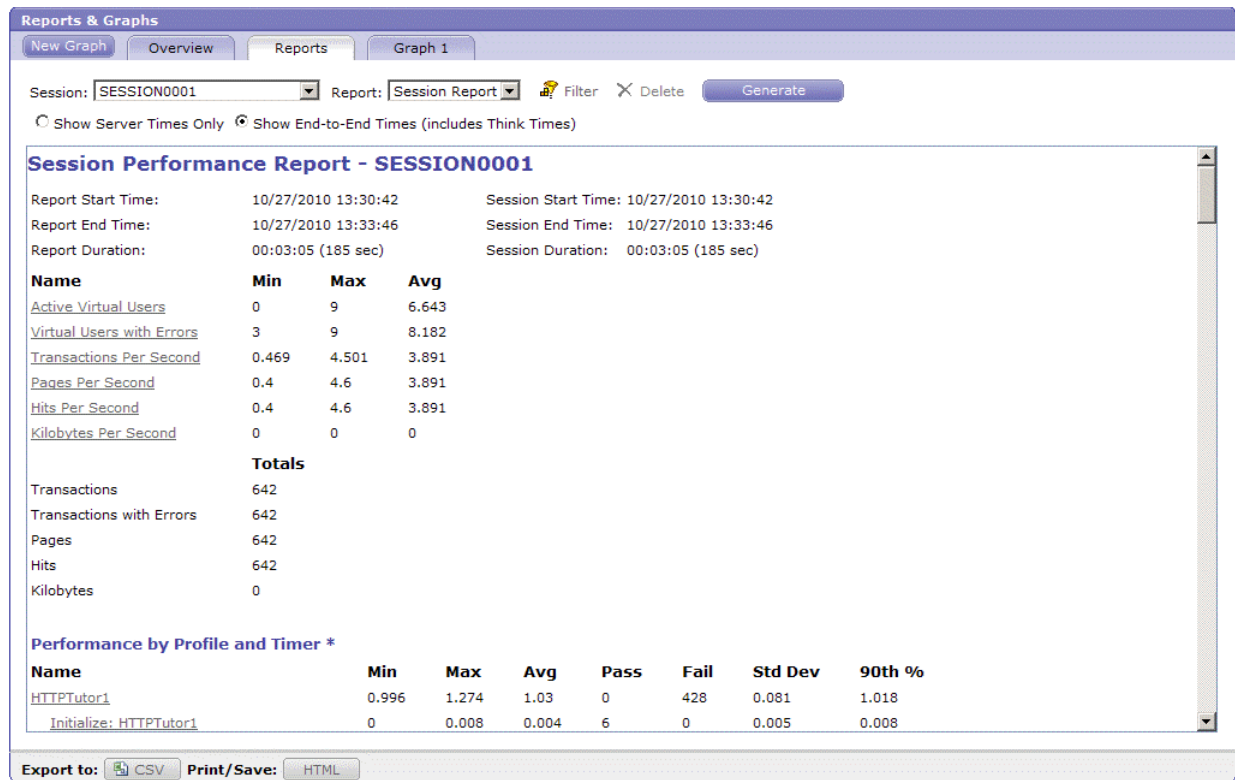 Reports & Graphs
New Graph Overview Reports Graph 1
Session: SESSION0001 Report: Session Report Filter Delete Generate
Show Server Times Only Show End-to-End Times (includes Think Times)
Session Performance Report - SESSION0001
Report Start Time: 10/27/2010 13:30:42 Session Start Time: 10/27/2010 13:30:42
Report End Time: 10/27/2010 13:33:46 Session End Time: 10/27/2010 13:33:46
Report Duration: 00:03:05 (185 sec) Session Duration: 00:03:05 (185 sec)
Name Min Max Avg
Active Virtual Users 0 9 6.643
Virtual Users with Errors 3 9 8.182
Transactions Per Second 0.469 4.501 3.891
Pages Per Second 0.4 4.6 3.891
Hits Per Second 0.4 4.6 3.891
Kilobytes Per Second 0 0 0
Totals
Transactions 642
Transactions with Errors 642
Pages 642
Hits 642
Kilobytes 0
Performance by Profile and Timer *
Name Min Max Avg Pass Fail Std Dev 90th %
HTTPTutor1 0.996 1.274 1.03 0 428 0.081 1.018
Initialize: HTTPTutor1 0 0.008 0.004 6 0 0.005 0.008
Export to: CSV Print/Save: HTML